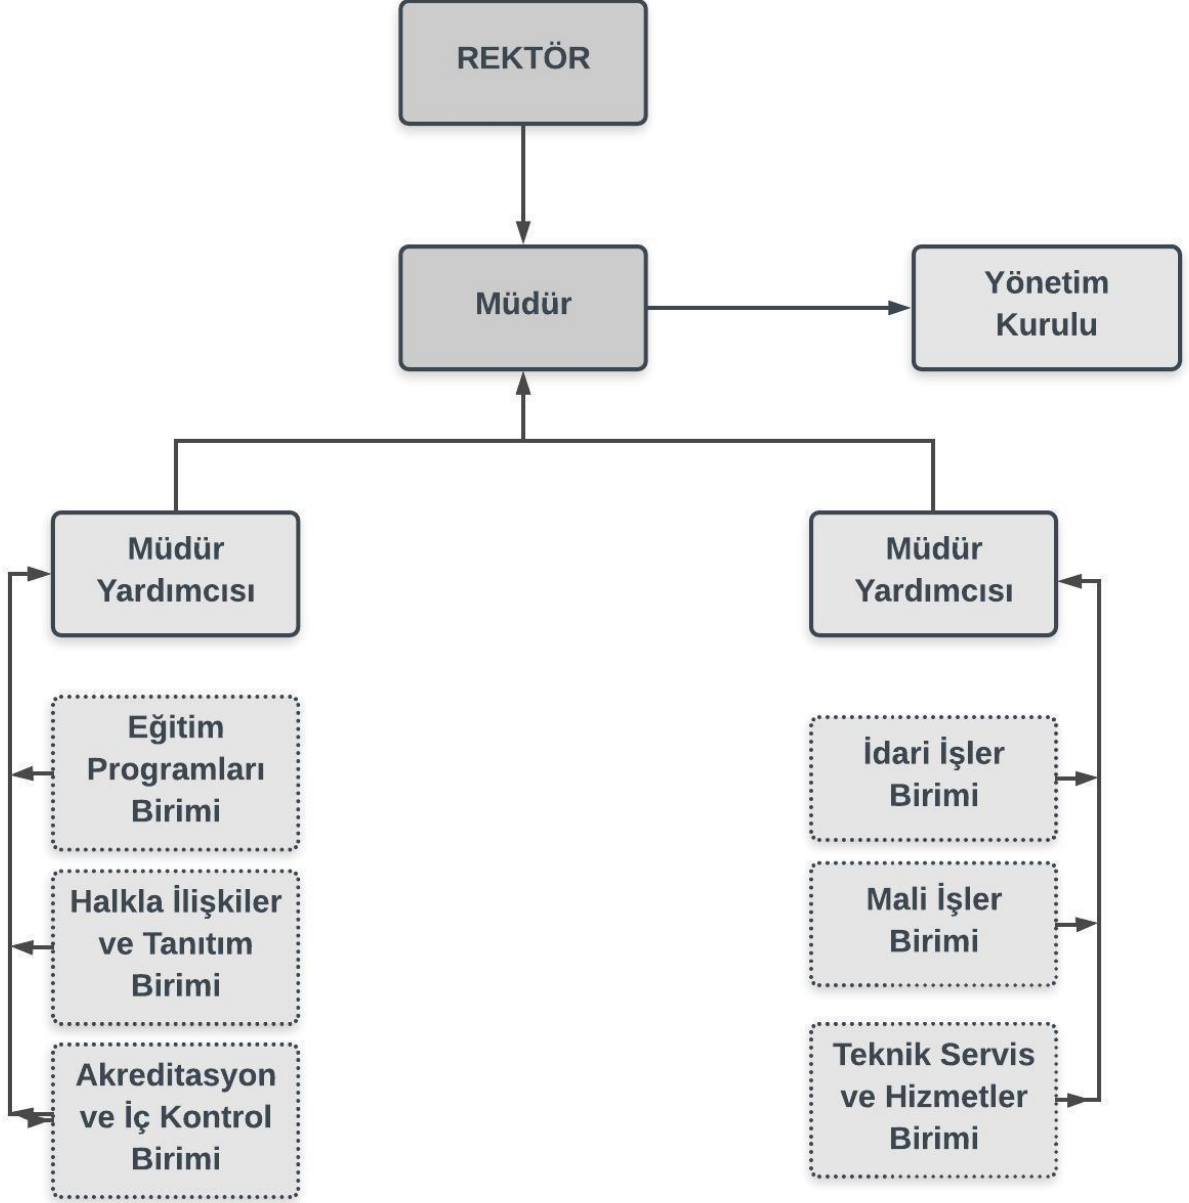 REKTÖR
Müdür
Yönetim
Kurulu
Müdür
Yardımcısı
Müdür
Yardımcısı
Eğitim
Programları
Birimi
Halkla İlişkiler
ve Tanıtım
Birimi
Akreditasyon
ve İç Kontrol
Birimi
İdari İşler
Birimi
Mali İşler
Birimi
Teknik Servis
ve Hizmetler
Birimi